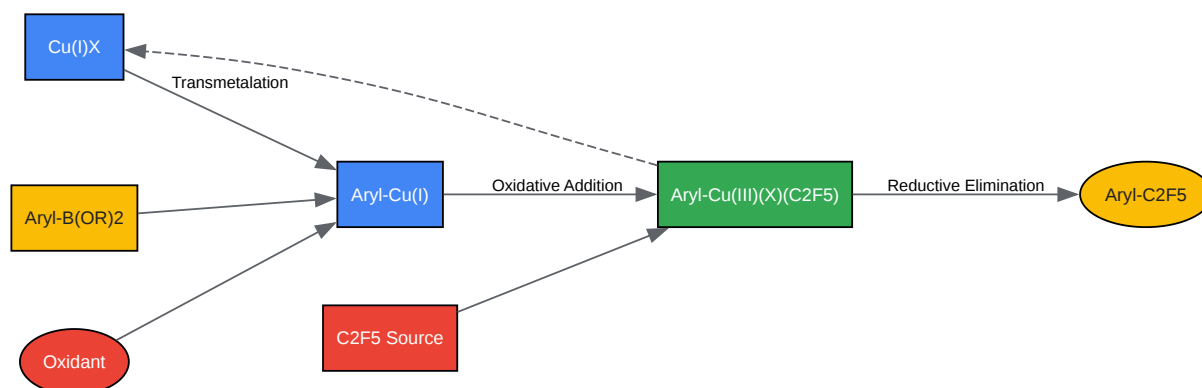 Cu(I)X
Transmetalation
Aryl-B(OR)2
Aryl-Cu(I)
Oxidative Addition
Aryl-Cu(III)(X)(C2F5)
Reductive Elimination
Aryl-C2F5
C2F5 Source
Oxidant